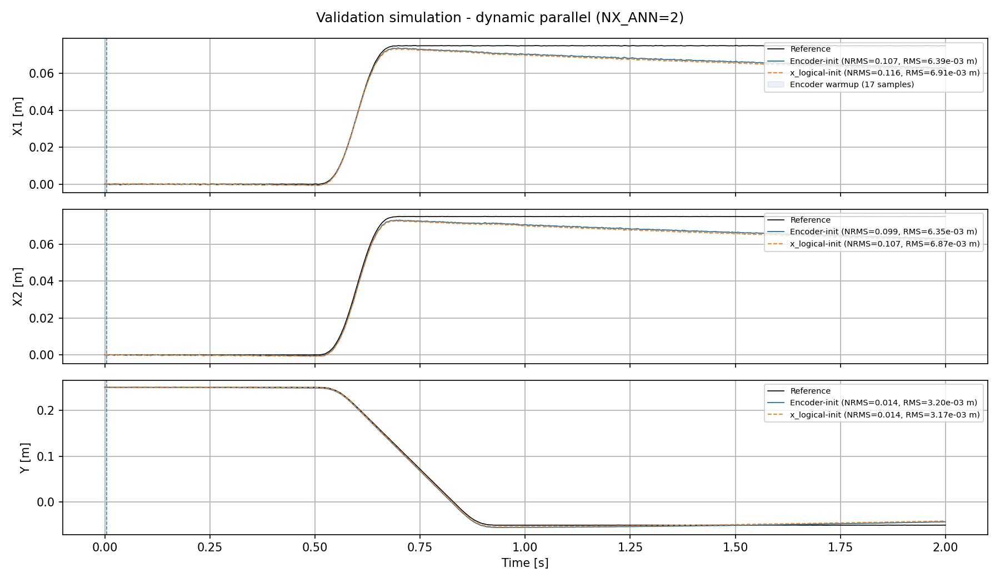 Validation simulation - dynamic parallel (NX_ANN=2)
X1 [m]
0.06
0.04
0.02
0.00
Reference
Encoder-init (NRMS=0.107, RMS=6.39e-03 m)
x_logical-init (NRMS=0.116, RMS=6.91e-03 m)
Encoder warmup (17 samples)
X2 [m]
0.06
0.04
0.02
0.00
Reference
Encoder-init (NRMS=0.099, RMS=6.35e-03 m)
x_logical-init (NRMS=0.107, RMS=6.87e-03 m)
Y [m]
0.2
0.1
0.0
Reference
Encoder-init (NRMS=0.014, RMS=3.20e-03 m)
x_logical-init (NRMS=0.014, RMS=3.17e-03 m)
0.00 0.25 0.50 0.75 1.00 1.25 1.50 1.75 2.00
Time [s]